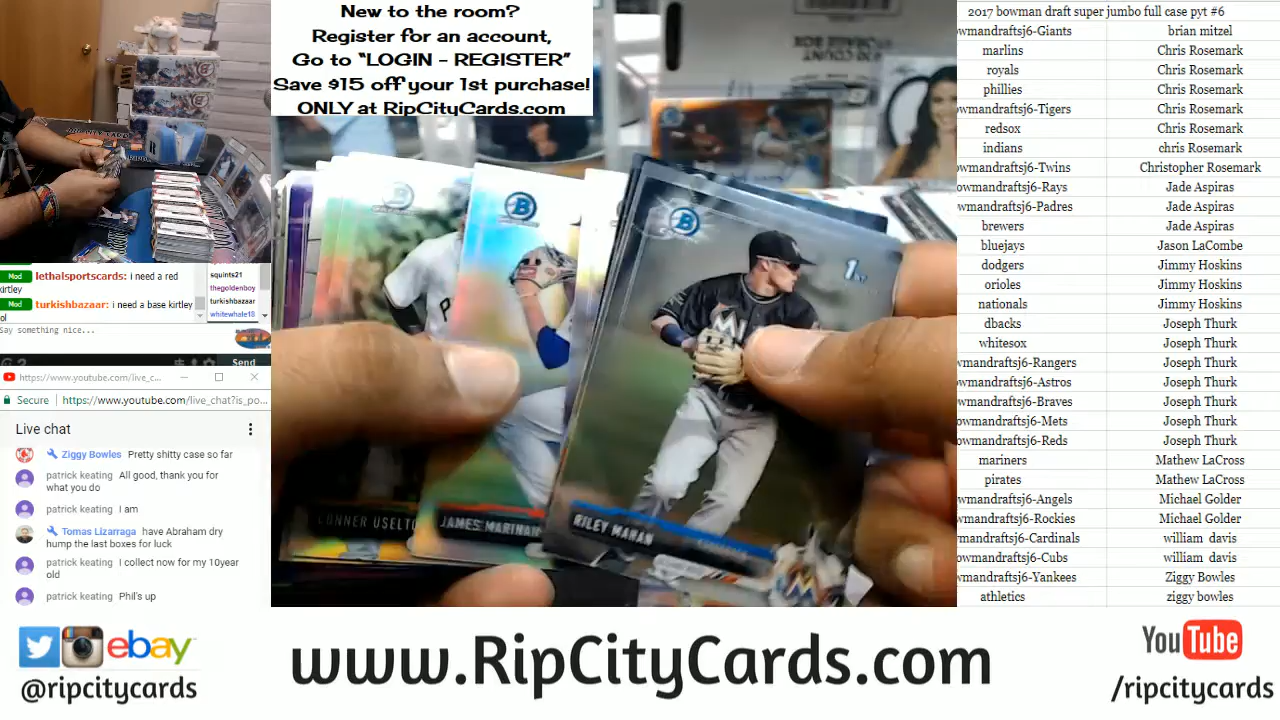 New to the room?
Register for an account,
Go to "LOGIN - REGISTER"
Save $15 off your 1st purchase!
ONLY at RipCityCards.com
2017 bowman draft super jumbo full case pyt #6
owmandraftsj6-Giants brian mitzel
marlins Chris Rosemark
royals Chris Rosemark
phillies Chris Rosemark
owmandraftsj6-Tigers Chris Rosemark
redsox Chris Rosemark
indians chris Rosemark
owmandraftsj6-Twins Christopher Rosemark
owmandraftsj6-Rays Jade Aspiras
owmandraftsj6-Padres Jade Aspiras
brewers Jade Aspiras
bluejays Jason LaCombe
dodgers Jimmy Hoskins
orioles Jimmy Hoskins
nationals Jimmy Hoskins
dbacks Joseph Thurk
whitesox Joseph Thurk
owmandraftsj6-Rangers Joseph Thurk
owmandraftsj6-Astros Joseph Thurk
owmandraftsj6-Braves Joseph Thurk
owmandraftsj6-Mets Joseph Thurk
owmandraftsj6-Reds Joseph Thurk
mariners Mathew LaCross
pirates Mathew LaCross
owmandraftsj6-Angels Michael Golder
owmandraftsj6-Rockies Michael Golder
wmandraftsj6-Cardinals william davis
owmandraftsj6-Cubs william davis
wmandraftsj6-Yankees Ziggy Bowles
athletics ziggy bowles
Mod lethalsportscards: i need a red
kirtley
Mod turkishbazaar: i need a base kirtley
ol
squints21
thegoldenboy
turkishbazaar
whitewhale18
Say something nice...
Send
https://www.youtube.com/live_c...
Secure https://www.youtube.com/live_chat?is_po...
Live chat
Ziggy Bowles Pretty shitty case so far
patrick keating All good, thank you for
what you do
patrick keating I am
Tomas Lizarraga have Abraham dry
hump the last boxes for luck
patrick keating I collect now for my 10year
old
patrick keating Phil's up
B
B
1st
CONNER USELTO
JAMES MARINAN
RILEY MAHAN
ebay
@ripcitycards
www.RipCityCards.com
YouTube
/ripcitycards